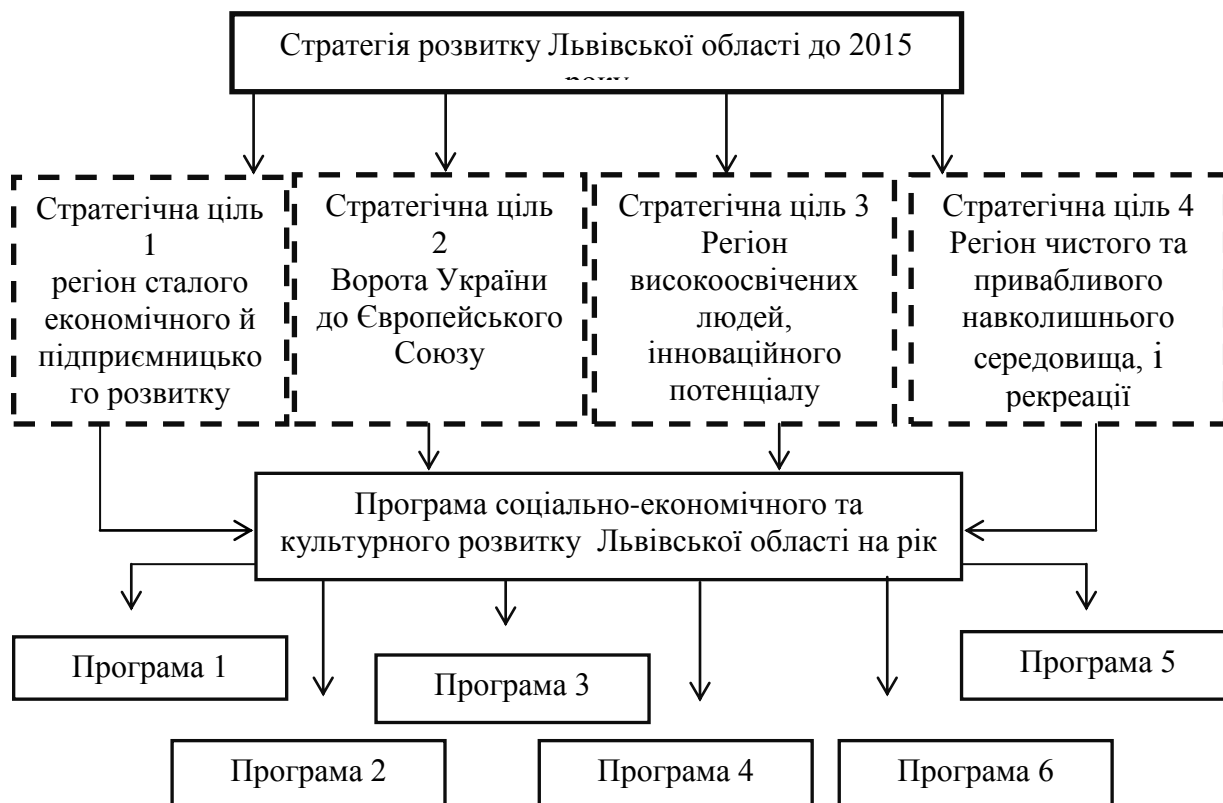 Стратегія розвитку Львівської області до 2015
року
Стратегічна ціль
1
регіон сталого
економічного й
підприємницько
го розвитку
Стратегічна ціль
2
Ворота України
до Європейського
Союзу
Стратегічна ціль 3
Регіон
високоосвічених
людей,
інноваційного
потенціалу
Стратегічна ціль 4
Регіон чистого та
привабливого
навколишнього
середовища, і
рекреації
Програма соціально-економічного та
культурного розвитку Львівської області на рік
Програма 1
Програма 3
Програма 5
Програма 2
Програма 4
Програма 6